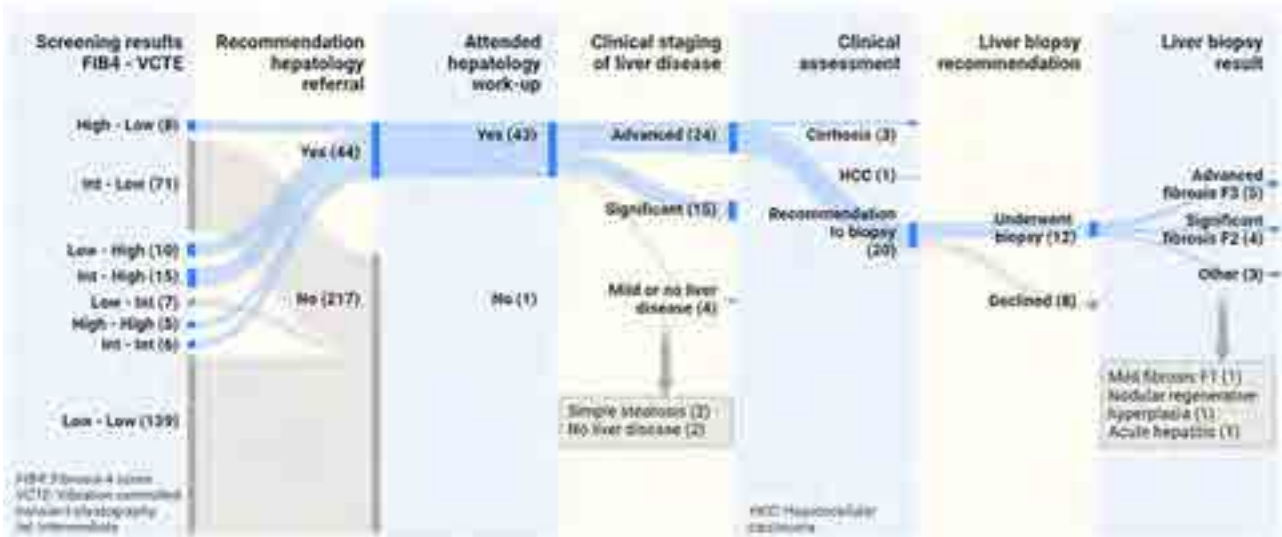 Screening results
FIB4 - VCTE
Recommendation
hepatology
referral
Attended
hepatology
work-up
Clinical staging
of liver disease
Clinical
assessment
Liver biopsy
recommendation
Liver biopsy
result
High - Low (8)
Int - Low (71)
Low - High (10)
Int - High (15)
Low - Int (7)
High - High (5)
Int - Int (6)
Low - Low (139)
FIB4: Fibrosis-4 score
VCTE: Vibration controlled
transient elastography
Int: Intermediate
Yes (44)
No (217)
Yes (43)
No (1)
Advanced (24)
Significant (15)
Mild or no liver
disease (4)
Simple steatosis (2)
No liver disease (2)
Cirrhosis (3)
HCC (1)
Recommendation
to biopsy
(20)
HCC: Hepatocellular
carcinoma
Underwent
biopsy (12)
Declined (8)
Advanced
fibrosis F3 (5)
Significant
fibrosis F2 (4)
Other (3)
Mild fibrosis F1 (1)
Nodular regenerative
hyperplasia (1)
Acute hepatitis (1)